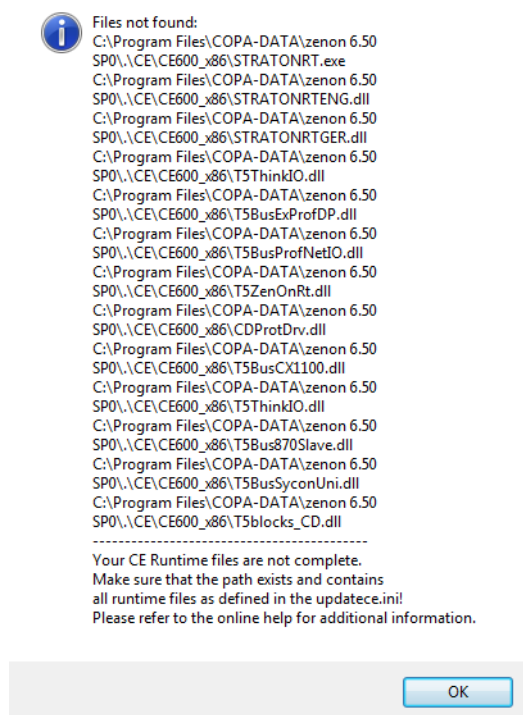 Files not found:
C:\Program Files\COPA-DATA\zenon 6.50
SP0\.\CE\CE600_x86\STRATONRT.exe
C:\Program Files\COPA-DATA\zenon 6.50
SP0\.\CE\CE600_x86\STRATONRTENG.dll
C:\Program Files\COPA-DATA\zenon 6.50
SP0\.\CE\CE600_x86\STRATONRTGER.dll
C:\Program Files\COPA-DATA\zenon 6.50
SP0\.\CE\CE600_x86\T5ThinkIO.dll
C:\Program Files\COPA-DATA\zenon 6.50
SP0\.\CE\CE600_x86\T5BusExProfDP.dll
C:\Program Files\COPA-DATA\zenon 6.50
SP0\.\CE\CE600_x86\T5BusProfNetIO.dll
C:\Program Files\COPA-DATA\zenon 6.50
SP0\.\CE\CE600_x86\T5ZenOnRt.dll
C:\Program Files\COPA-DATA\zenon 6.50
SP0\.\CE\CE600_x86\CDProtDrv.dll
C:\Program Files\COPA-DATA\zenon 6.50
SP0\.\CE\CE600_x86\T5BusCX1100.dll
C:\Program Files\COPA-DATA\zenon 6.50
SP0\.\CE\CE600_x86\T5ThinkIO.dll
C:\Program Files\COPA-DATA\zenon 6.50
SP0\.\CE\CE600_x86\T5Bus870Slave.dll
C:\Program Files\COPA-DATA\zenon 6.50
SP0\.\CE\CE600_x86\T5BusSyconUni.dll
C:\Program Files\COPA-DATA\zenon 6.50
SP0\.\CE\CE600_x86\T5blocks_CD.dll
-------------------------------------------
Your CE Runtime files are not complete.
Make sure that the path exists and contains
all runtime files as defined in the updatece.ini!
Please refer to the online help for additional information.
OK